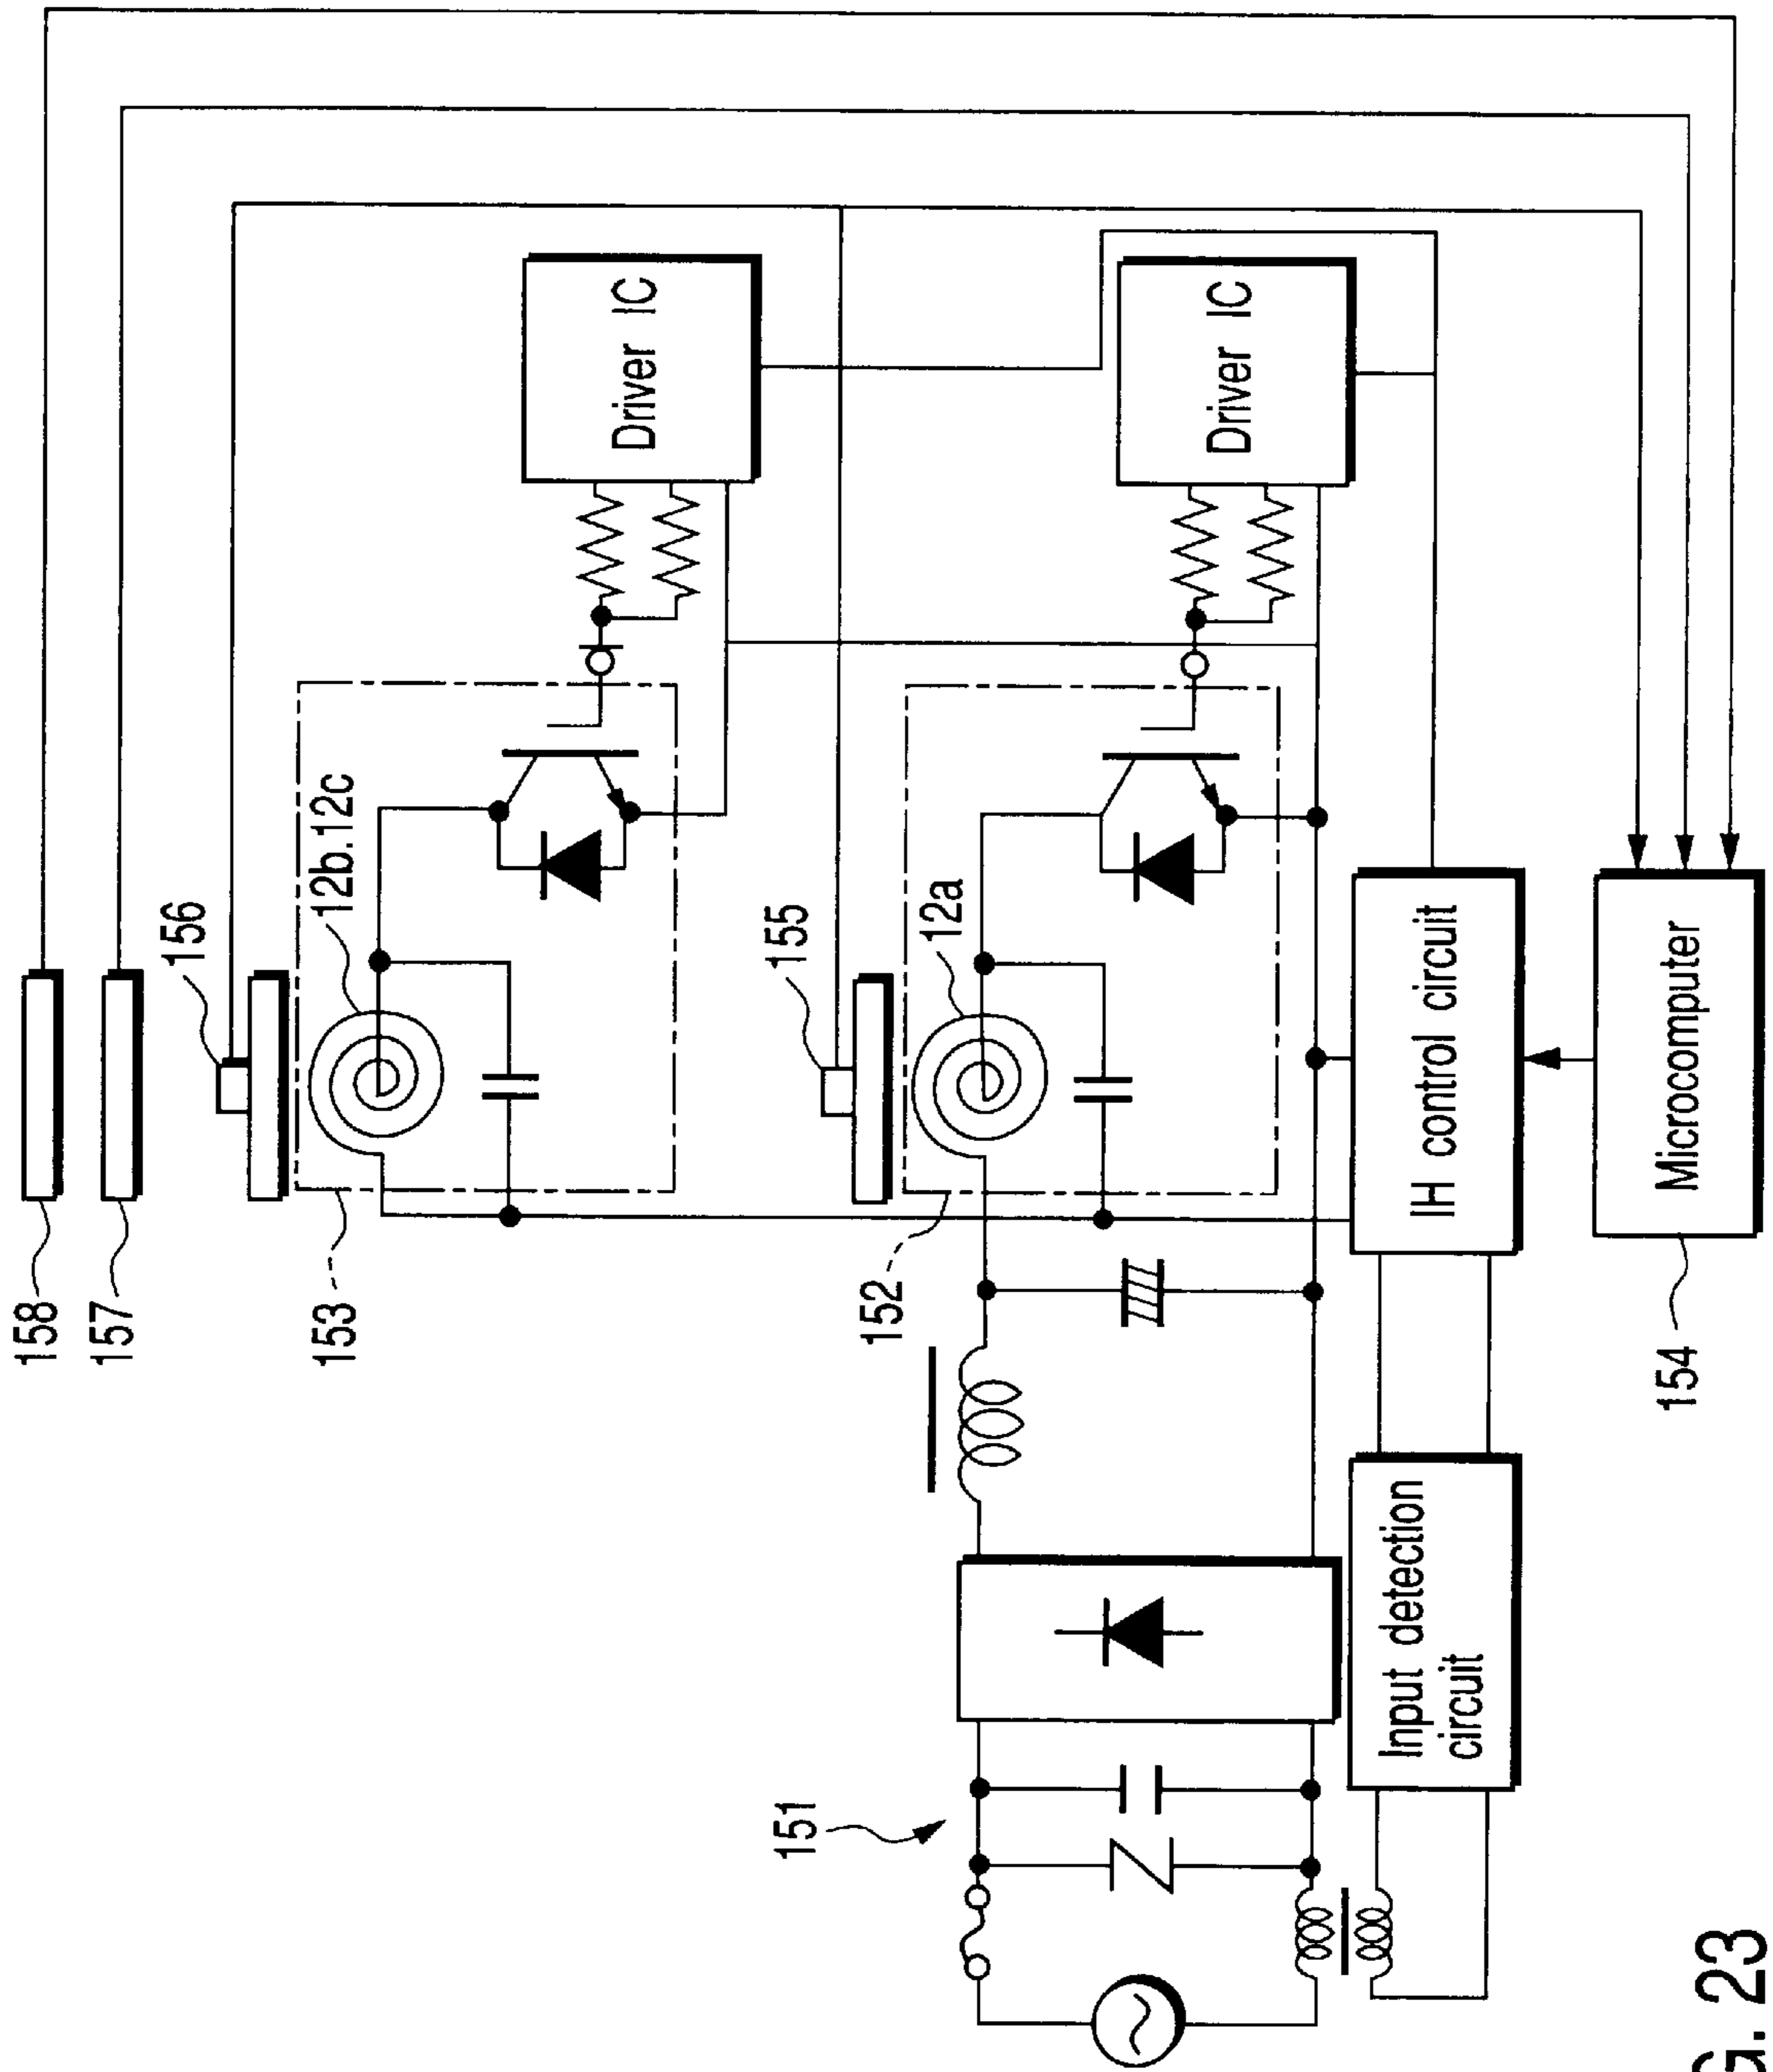 158
157
156
153
12b.12c
Driver IC
155
152
12a
Driver IC
151
Input detection
circuit
IH control circuit
154
Microcomputer
G. 23